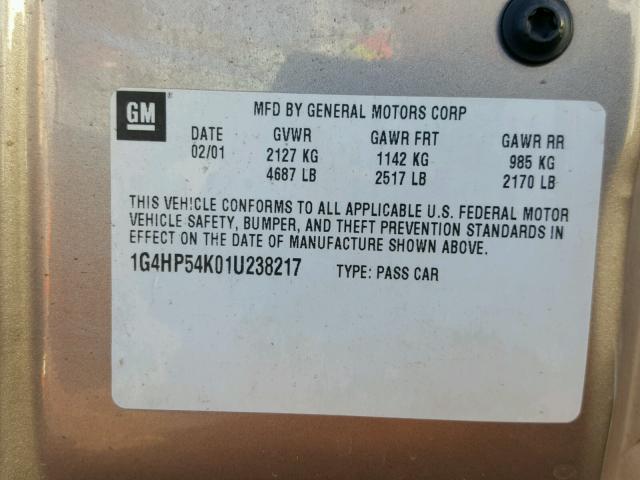 GM
MFD BY GENERAL MOTORS CORP
DATE GVWR GAWR FRT GAWR RR
02/01 2127 KG 1142 KG 985 KG
4687 LB 2517 LB 2170 LB
THIS VEHICLE CONFORMS TO ALL APPLICABLE U.S. FEDERAL MOTOR
VEHICLE SAFETY, BUMPER, AND THEFT PREVENTION STANDARDS IN
EFFECT ON THE DATE OF MANUFACTURE SHOWN ABOVE.
1G4HP54K01U238217 TYPE: PASS CAR